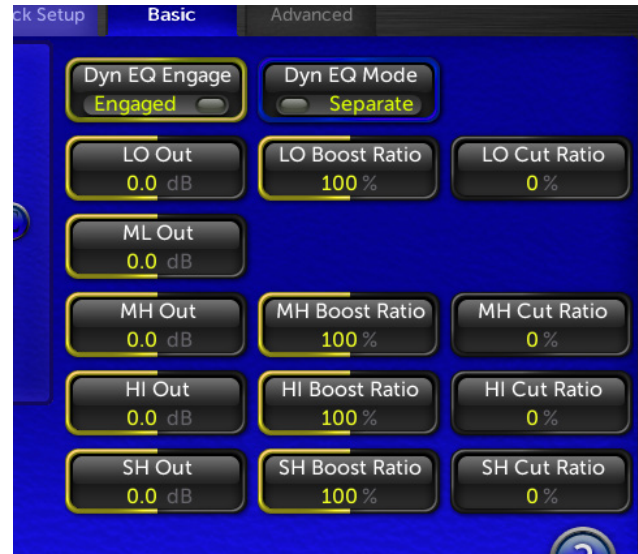 ck Setup Basic Advanced
Dyn EQ Engage Dyn EQ Mode
Engaged Separate
LO Out LO Boost Ratio LO Cut Ratio
0.0 dB 100 % 0 %
ML Out
0.0 dB
MH Out MH Boost Ratio MH Cut Ratio
0.0 dB 100 % 0 %
HI Out HI Boost Ratio HI Cut Ratio
0.0 dB 100 % 0 %
SH Out SH Boost Ratio SH Cut Ratio
0.0 dB 100 % 0 %
?